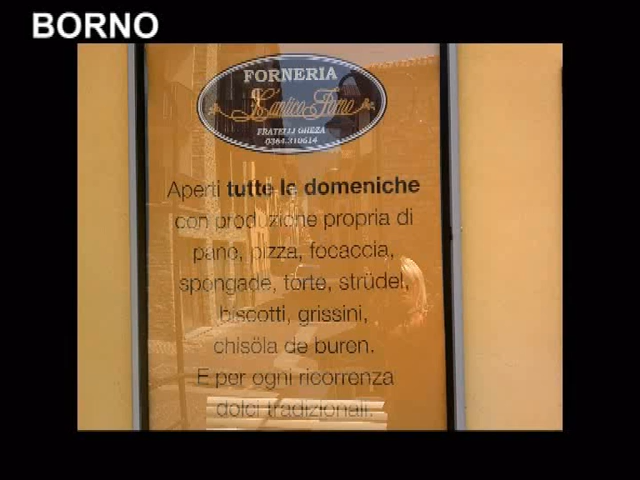 BORNO
FORNERIA
L'antico Forno
FRATELLI GHEZA
0364.310614
Aperti tutte le domeniche
con produzione propria di
pane, pizza, focaccia,
spongade, torte, strüdel,
biscotti, grissini,
chisöla de buren.
E per ogni ricorrenza
dolci tradizionali.